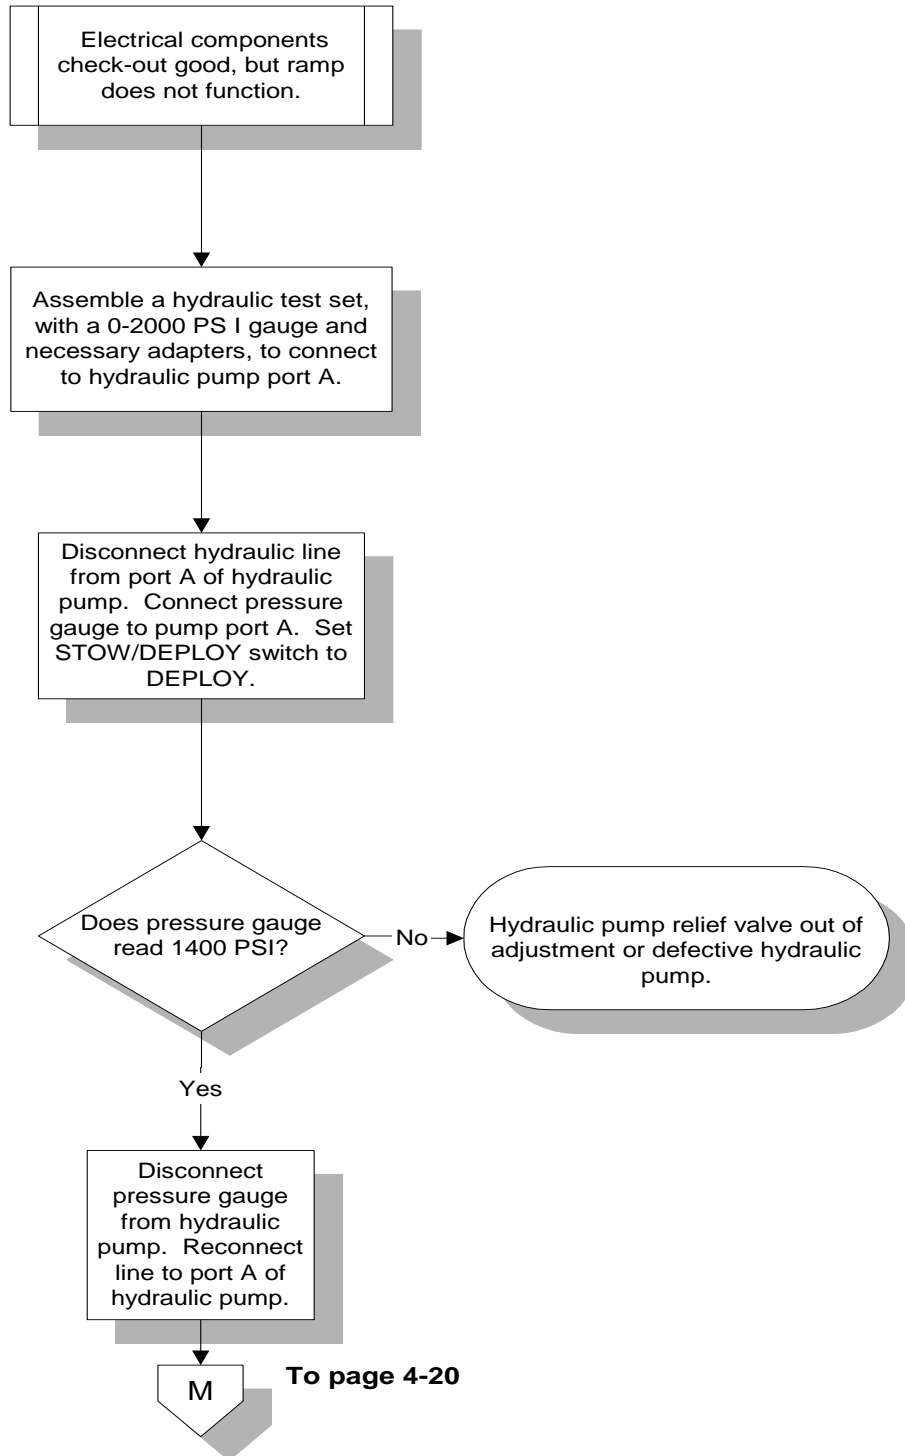 Electrical components
check-out good, but ramp
does not function.
Assemble a hydraulic test set,
with a 0-2000 PS I gauge and
necessary adapters, to connect
to hydraulic pump port A.
Disconnect hydraulic line
from port A of hydraulic
pump.  Connect pressure
gauge to pump port A.  Set
STOW/DEPLOY switch to
DEPLOY.
Does pressure gauge
read 1400 PSI?
No
Hydraulic pump relief valve out of
adjustment or defective hydraulic
pump.
Yes
Disconnect
pressure gauge
from hydraulic
pump.  Reconnect
line to port A of
hydraulic pump.
M
To page 4-20